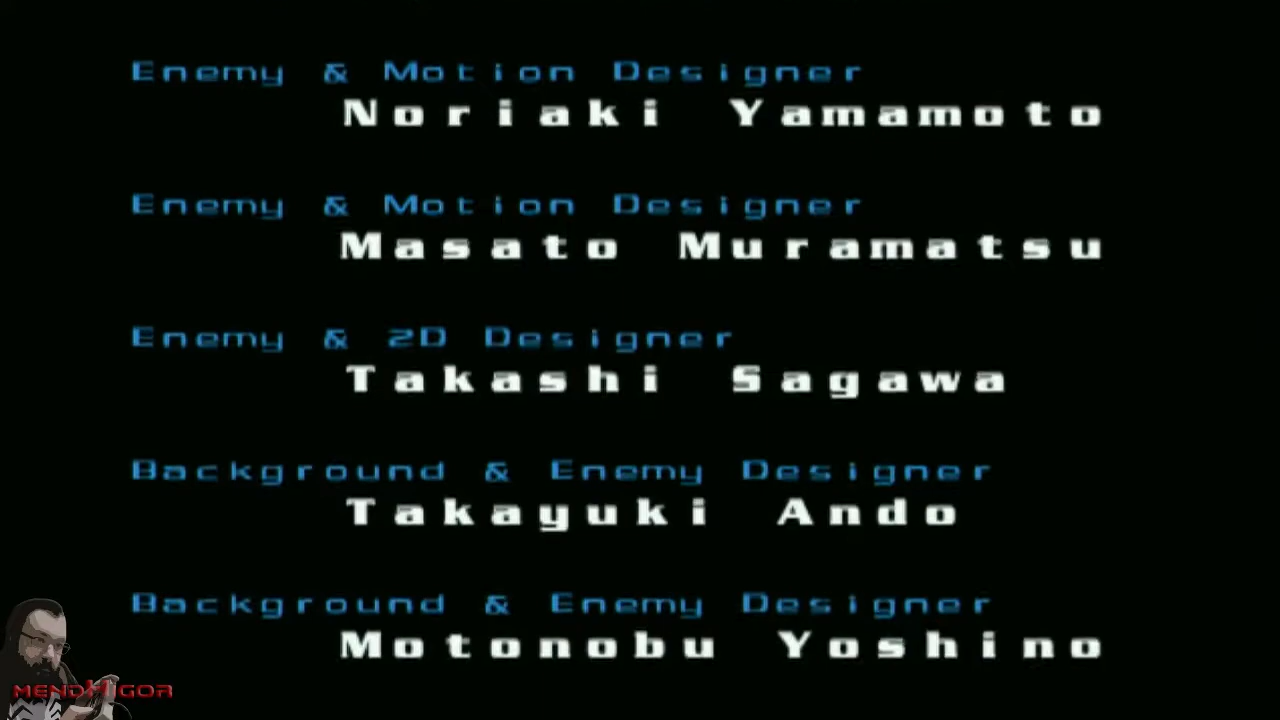 Enemy & Motion Designer
Noriaki Yamamoto
Enemy & Motion Designer
Masato Muramatsu
Enemy & 2D Designer
Takashi Sagawa
Background & Enemy Designer
Takayuki Ando
Background & Enemy Designer
Motonobu Yoshino